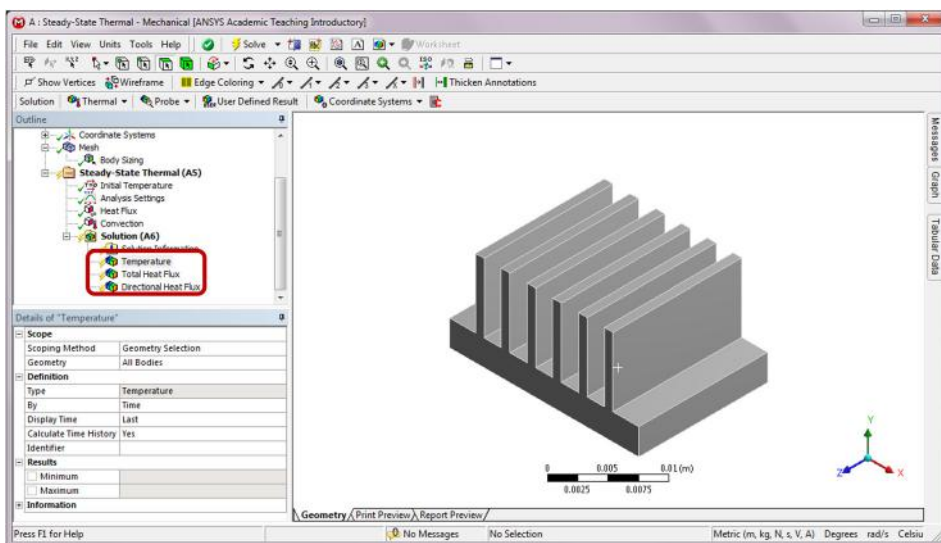 A : Steady-State Thermal - Mechanical [ANSYS Academic Teaching Introductory]
File Edit View Units Tools Help Solve Worksheet
Show Vertices Wireframe Edge Coloring Thicken Annotations
Solution Thermal Probe User Defined Result Coordinate Systems
Outline
Coordinate Systems
Mesh
Body Sizing
Steady-State Thermal (A5)
Initial Temperature
Analysis Settings
Heat Flux
Convection
Solution (A6)
Solution Information
Temperature
Total Heat Flux
Directional Heat Flux
Details of "Temperature"
Scope
Scoping Method Geometry Selection
Geometry All Bodies
Definition
Type Temperature
By Time
Display Time Last
Calculate Time History Yes
Identifier
Results
Minimum
Maximum
Information
0 0.005 0.01 (m)
0.0025 0.0075
Y
Z X
Geometry Print Preview Report Preview
Messages
Graph
Tabular Data
Press F1 for Help No Messages No Selection Metric (m, kg, N, s, V, A) Degrees rad/s Celsiu